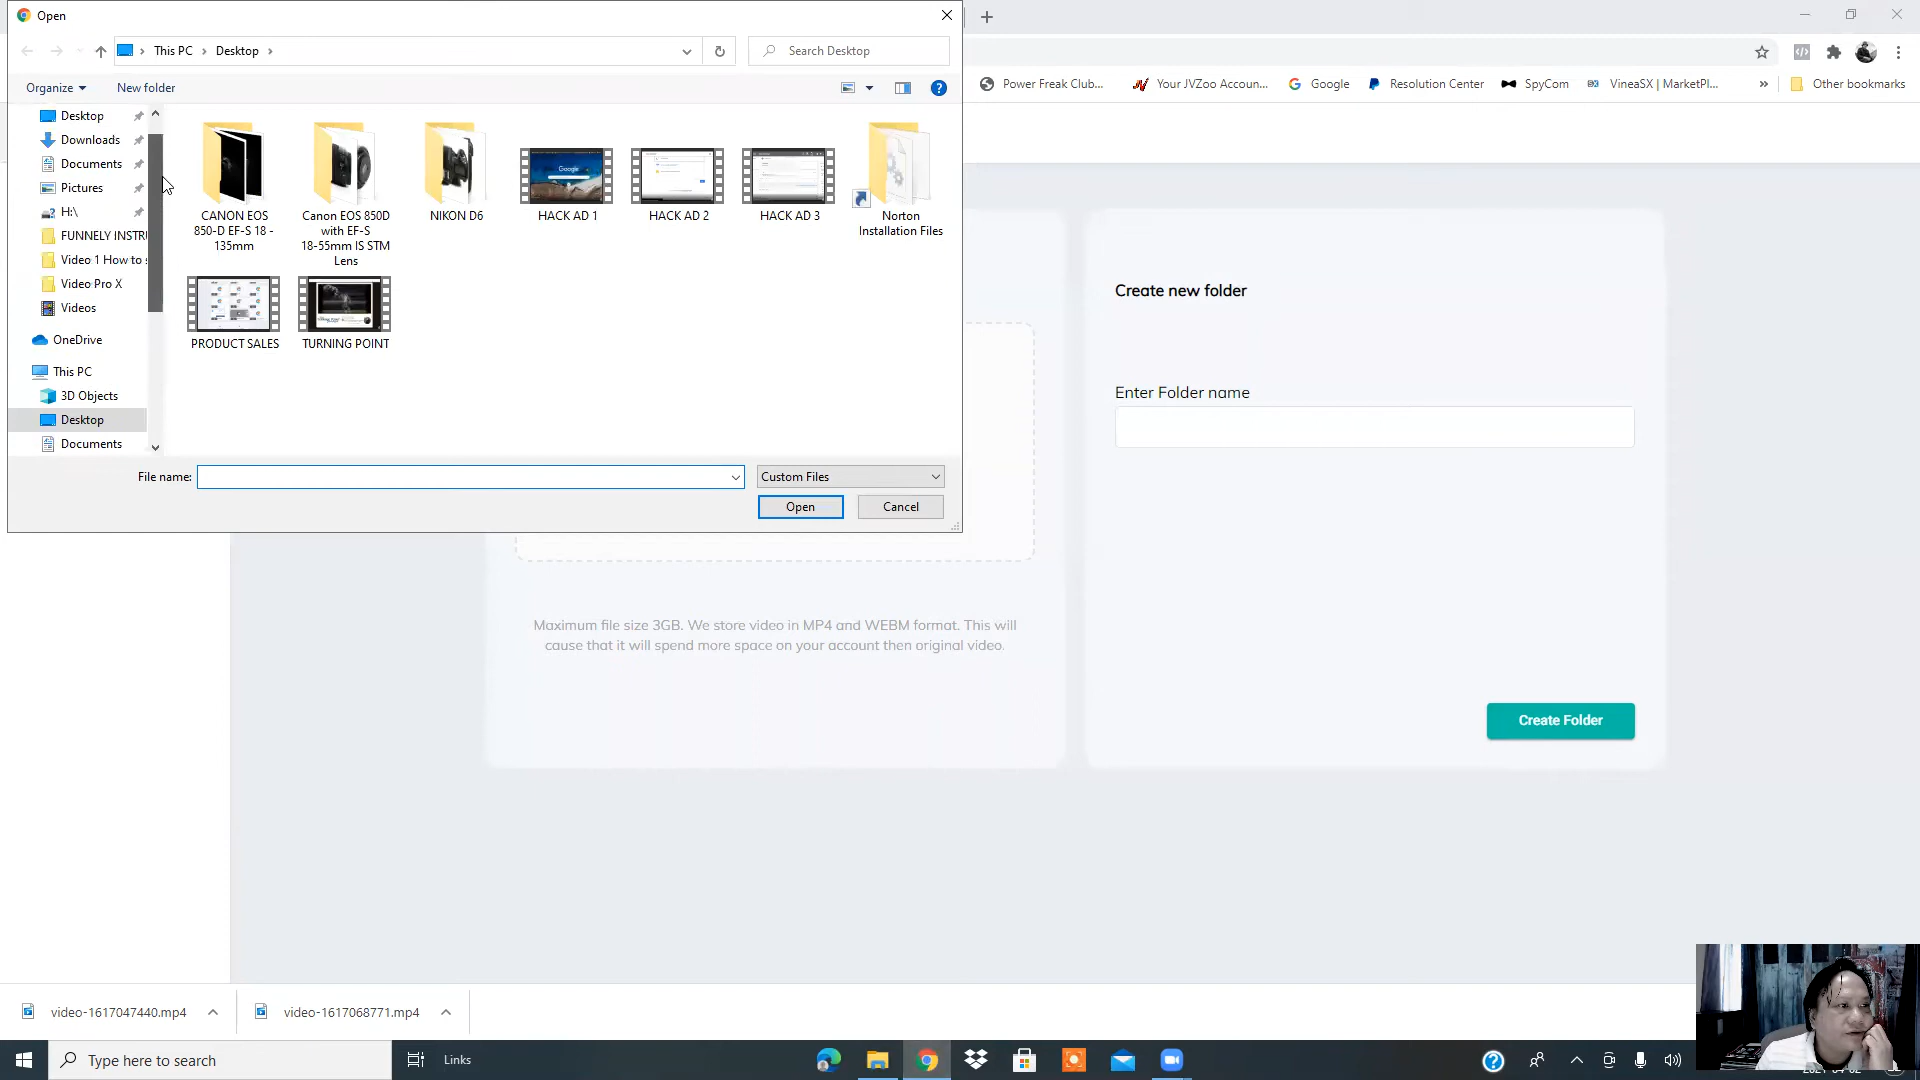 Open
This PC
Desktop
Search Desktop
Organize
New folder
Desktop
Downloads
Documents
Pictures
H:\
FUNNELY INSTRU
Video 1 How to s
Video Pro X
Videos
OneDrive
This PC
3D Objects
Desktop
Documents
CANON EOS
850-D EF-S 18 -
135mm
Canon EOS 850D
with EF-S
18-55mm IS STM
Lens
NIKON D6
HACK AD 1
HACK AD 2
HACK AD 3
Norton
Installation Files
PRODUCT SALES
TURNING POINT
File name:
Custom Files
Open
Cancel
Power Freak Club...
Your JVZoo Accoun...
Google
Resolution Center
SpyCom
VineaSX | MarketPl...
»
Other bookmarks
Create new folder
Enter Folder name
Create Folder
Maximum file size 3GB. We store video in MP4 and WEBM format. This will
cause that it will spend more space on your account then original video.
video-1617047440.mp4
video-1617068771.mp4
Type here to search
Links